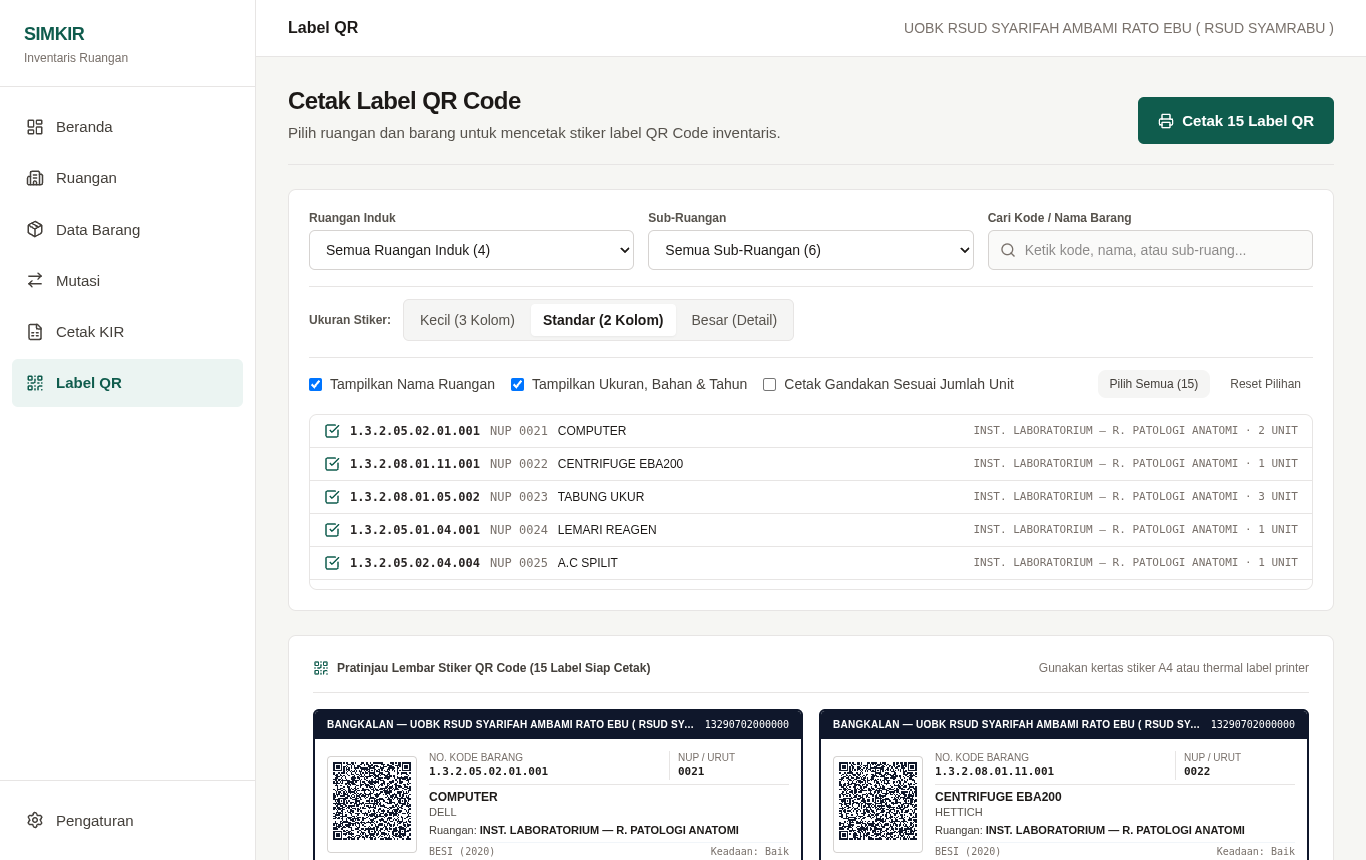 SIMKIR
Inventaris Ruangan
Beranda
Ruangan
Data Barang
Mutasi
Cetak KIR
Label QR
Pengaturan
Label QR
UOBK RSUD SYARIFAH AMBAMI RATO EBU ( RSUD SYAMRABU )
Cetak Label QR Code
Pilih ruangan dan barang untuk mencetak stiker label QR Code inventaris.
Cetak 15 Label QR
Ruangan Induk
Semua Ruangan Induk (4)
Sub-Ruangan
Semua Sub-Ruangan (6)
Cari Kode / Nama Barang
Ketik kode, nama, atau sub-ruang...
Ukuran Stiker: Kecil (3 Kolom) Standar (2 Kolom) Besar (Detail)
Tampilkan Nama Ruangan Tampilkan Ukuran, Bahan & Tahun Cetak Gandakan Sesuai Jumlah Unit Pilih Semua (15) Reset Pilihan
1.3.2.05.02.01.001 NUP 0021 COMPUTER INST. LABORATORIUM — R. PATOLOGI ANATOMI · 2 UNIT
1.3.2.08.01.11.001 NUP 0022 CENTRIFUGE EBA200 INST. LABORATORIUM — R. PATOLOGI ANATOMI · 1 UNIT
1.3.2.08.01.05.002 NUP 0023 TABUNG UKUR INST. LABORATORIUM — R. PATOLOGI ANATOMI · 3 UNIT
1.3.2.05.01.04.001 NUP 0024 LEMARI REAGEN INST. LABORATORIUM — R. PATOLOGI ANATOMI · 1 UNIT
1.3.2.05.02.04.004 NUP 0025 A.C SPILIT INST. LABORATORIUM — R. PATOLOGI ANATOMI · 1 UNIT
Pratinjau Lembar Stiker QR Code (15 Label Siap Cetak)
Gunakan kertas stiker A4 atau thermal label printer
BANGKALAN — UOBK RSUD SYARIFAH AMBAMI RATO EBU ( RSUD SY... 13290702000000
NO. KODE BARANG NUP / URUT
1.3.2.05.02.01.001 0021
COMPUTER
DELL
Ruangan: INST. LABORATORIUM — R. PATOLOGI ANATOMI
BESI (2020) Keadaan: Baik
BANGKALAN — UOBK RSUD SYARIFAH AMBAMI RATO EBU ( RSUD SY... 13290702000000
NO. KODE BARANG NUP / URUT
1.3.2.08.01.11.001 0022
CENTRIFUGE EBA200
HETTICH
Ruangan: INST. LABORATORIUM — R. PATOLOGI ANATOMI
BESI (2020) Keadaan: Baik